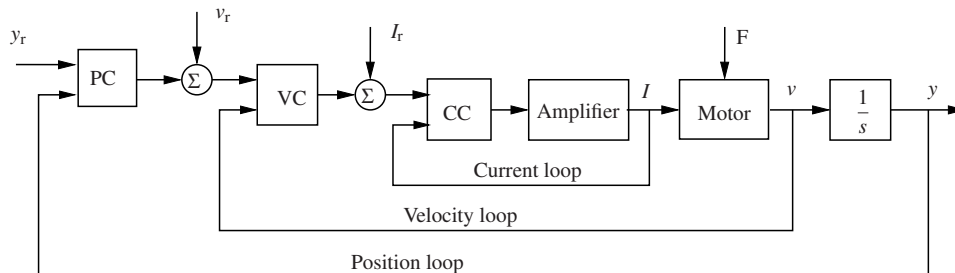 y_r
v_r
I_r
F
PC
Σ
VC
Σ
CC
Amplifier
I
Motor
v
1/s
y
Current loop
Velocity loop
Position loop